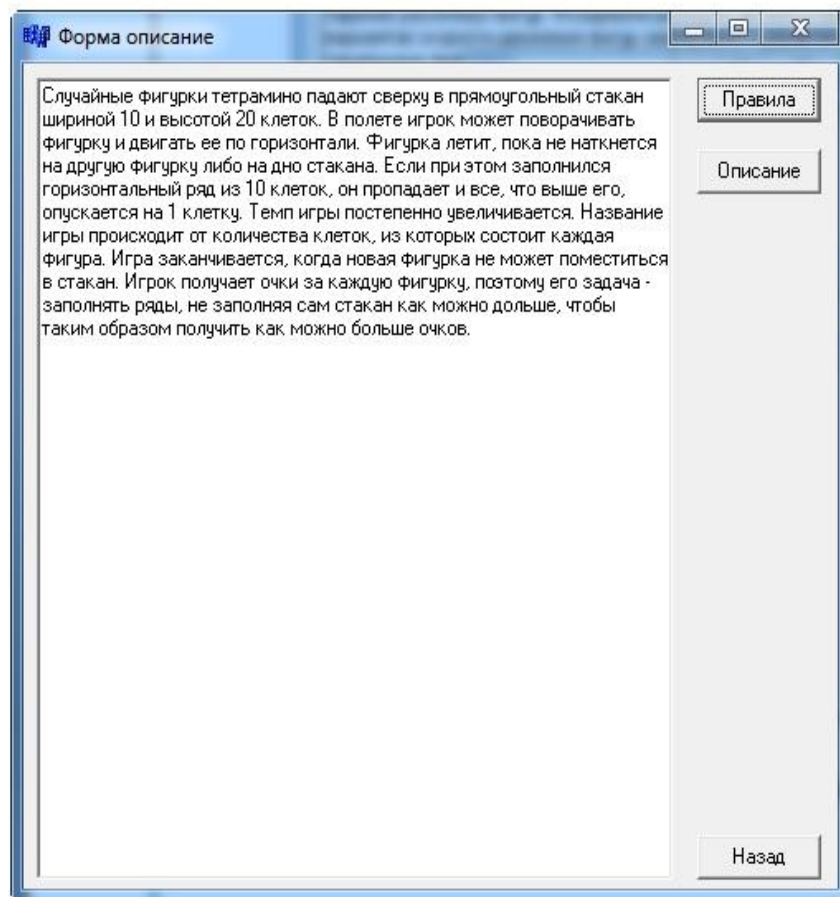 Форма описание
Случайные фигурки тетрамино падают сверху в прямоугольный стакан
шириной 10 и высотой 20 клеток. В полете игрок может поворачивать
фигурку и двигать ее по горизонтали. Фигурка летит, пока не наткнется
на другую фигурку либо на дно стакана. Если при этом заполнился
горизонтальный ряд из 10 клеток, он пропадает и все, что выше его,
опускается на 1 клетку. Темп игры постепенно увеличивается. Название
игры происходит от количества клеток, из которых состоит каждая
фигура. Игра заканчивается, когда новая фигурка не может поместиться
в стакан. Игрок получает очки за каждую фигурку, поэтому его задача -
заполнять ряды, не заполняя сам стакан как можно дольше, чтобы
таким образом получить как можно больше очков.
Правила
Описание
Назад